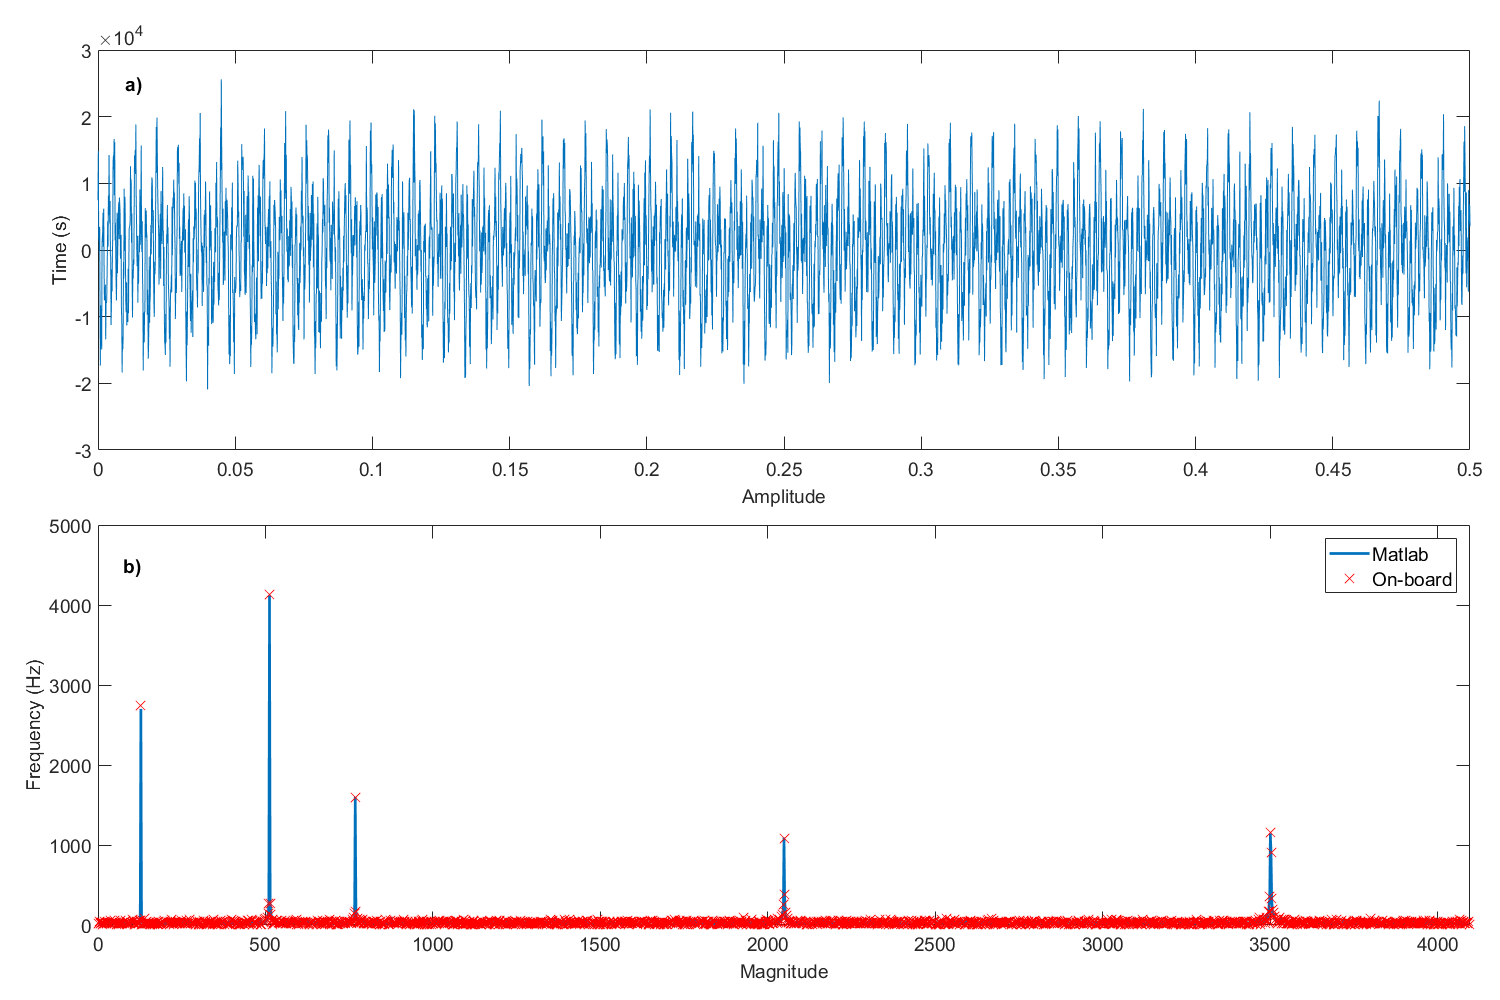 ×10⁴
3
a)
2
1
0
-1
-2
-3
Time (s)
0 0.05 0.1 0.15 0.2 0.25 0.3 0.35 0.4 0.45 0.5
Amplitude
5000
b)
Matlab
On-board
4000
3000
2000
1000
0
Frequency (Hz)
0 500 1000 1500 2000 2500 3000 3500 4000
Magnitude